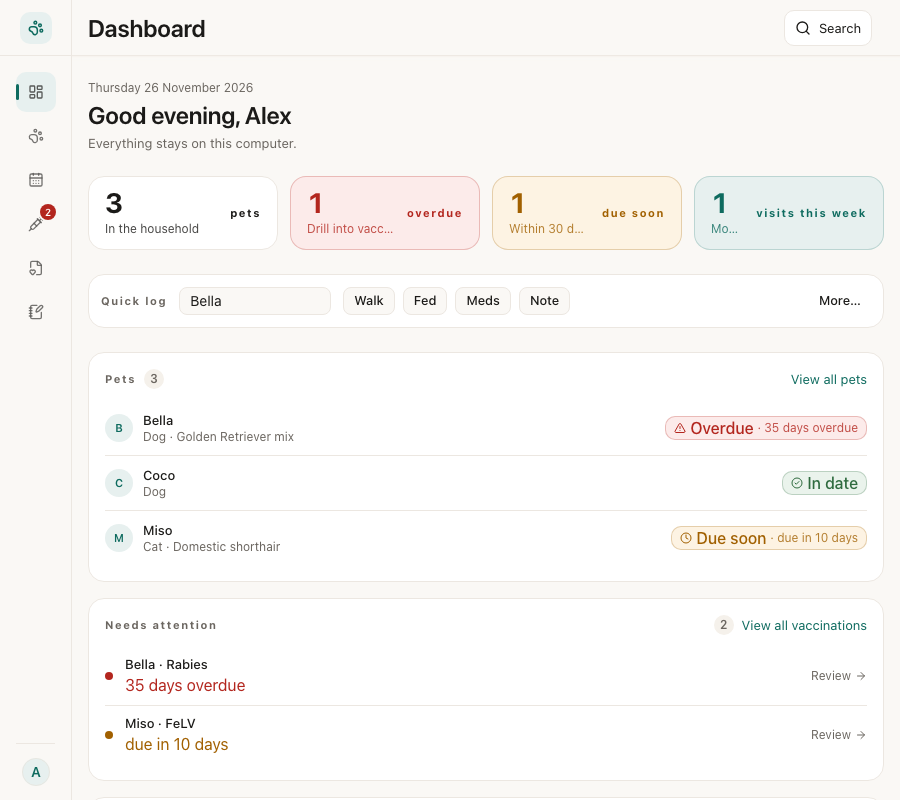 Dashboard
Search
Thursday 26 November 2026
Good evening, Alex
Everything stays on this computer.
3
pets
In the household
1
overdue
Drill into vacc...
1
due soon
Within 30 d...
1
visits this week
Mo...
2
Quick log
Bella
Walk
Fed
Meds
Note
More...
Pets 3
View all pets
B
Bella
Dog · Golden Retriever mix
Overdue · 35 days overdue
C
Coco
Dog
In date
M
Miso
Cat · Domestic shorthair
Due soon · due in 10 days
Needs attention
2 View all vaccinations
Bella · Rabies
35 days overdue
Review →
Miso · FeLV
due in 10 days
Review →
A